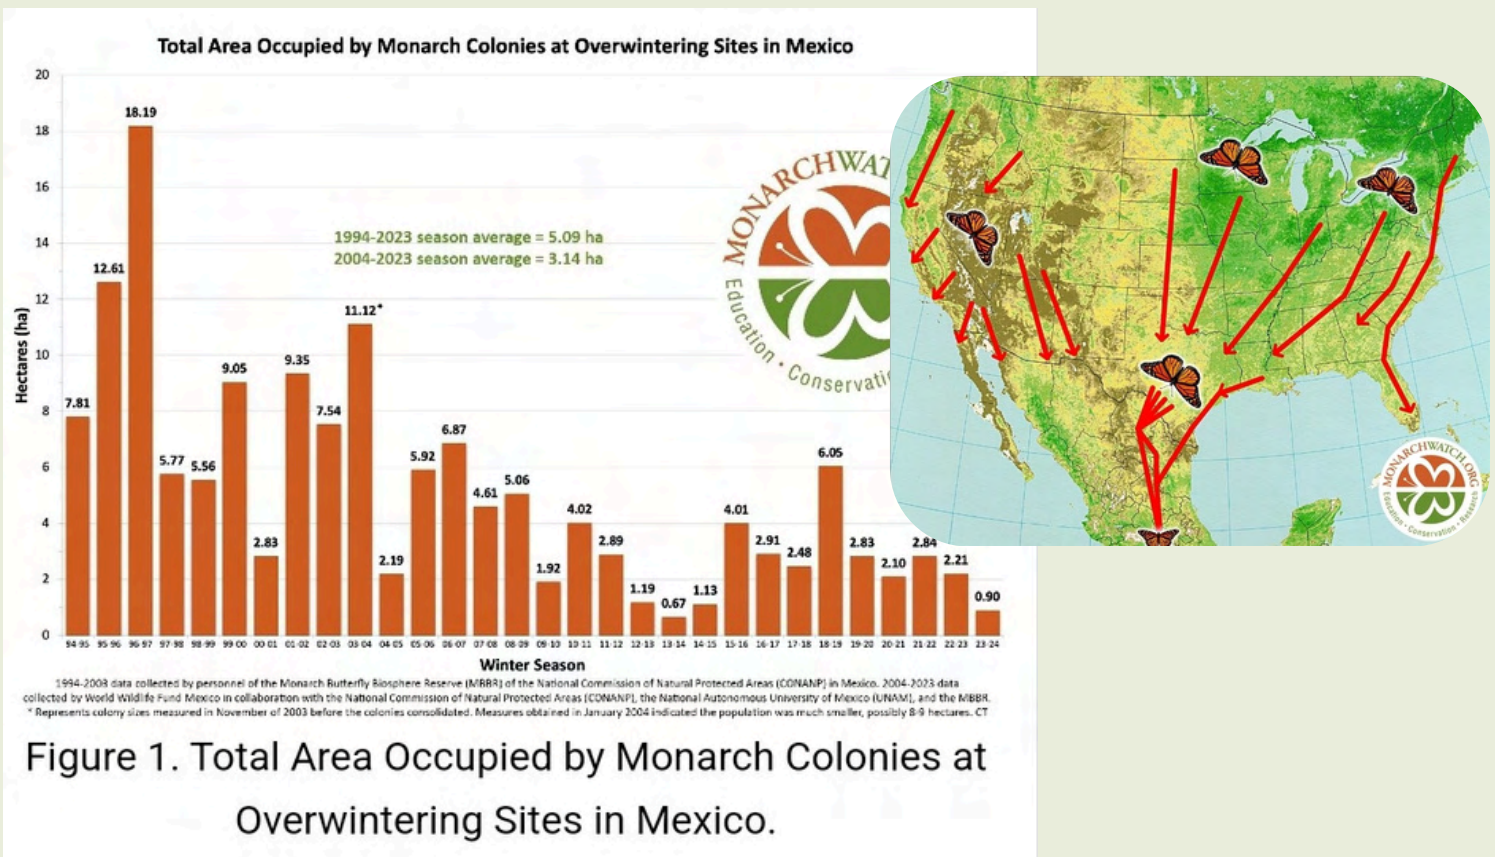 Total Area Occupied by Monarch Colonies at Overwintering Sites in Mexico
20
18
16
14
12
10
8
6
4
2
0
Hectares (ha)
7.81
12.61
18.19
5.77
5.56
9.05
2.83
9.35
7.54
11.12*
2.19
5.92
6.87
4.61
5.06
1.92
4.02
2.89
1.19
0.67
1.13
4.01
2.91
2.48
6.05
2.83
2.10
2.84
2.21
0.90
1994-2023 season average = 5.09 ha
2004-2023 season average = 3.14 ha
MONARCHWAT
Education • Conservatio
94-95 95-96 96-97 97-98 98-99 99-00 00-01 01-02 02-03 03-04 04-05 05-06 06-07 07-08 08-09 09-10 10-11 11-12 12-13 13-14 14-15 15-16 16-17 17-18 18-19 19-20 20-21 21-22 22-23 23-24
Winter Season
1994-2003 data collected by personnel of the Monarch Butterfly Biosphere Reserve (MBBR) of the National Commission of Natural Protected Areas (CONANP) in Mexico. 2004-2023 data
collected by World Wildlife Fund Mexico in collaboration with the National Commission of Natural Protected Areas (CONANP), the National Autonomous University of Mexico (UNAM), and the MBBR.
* Represents colony sizes measured in November of 2003 before the colonies consolidated. Measures obtained in January 2004 indicated the population was much smaller, possibly 8-9 hectares. CT
MONARCHWATCH.ORG
Education • Conservation • Research
Figure 1. Total Area Occupied by Monarch Colonies at
Overwintering Sites in Mexico.